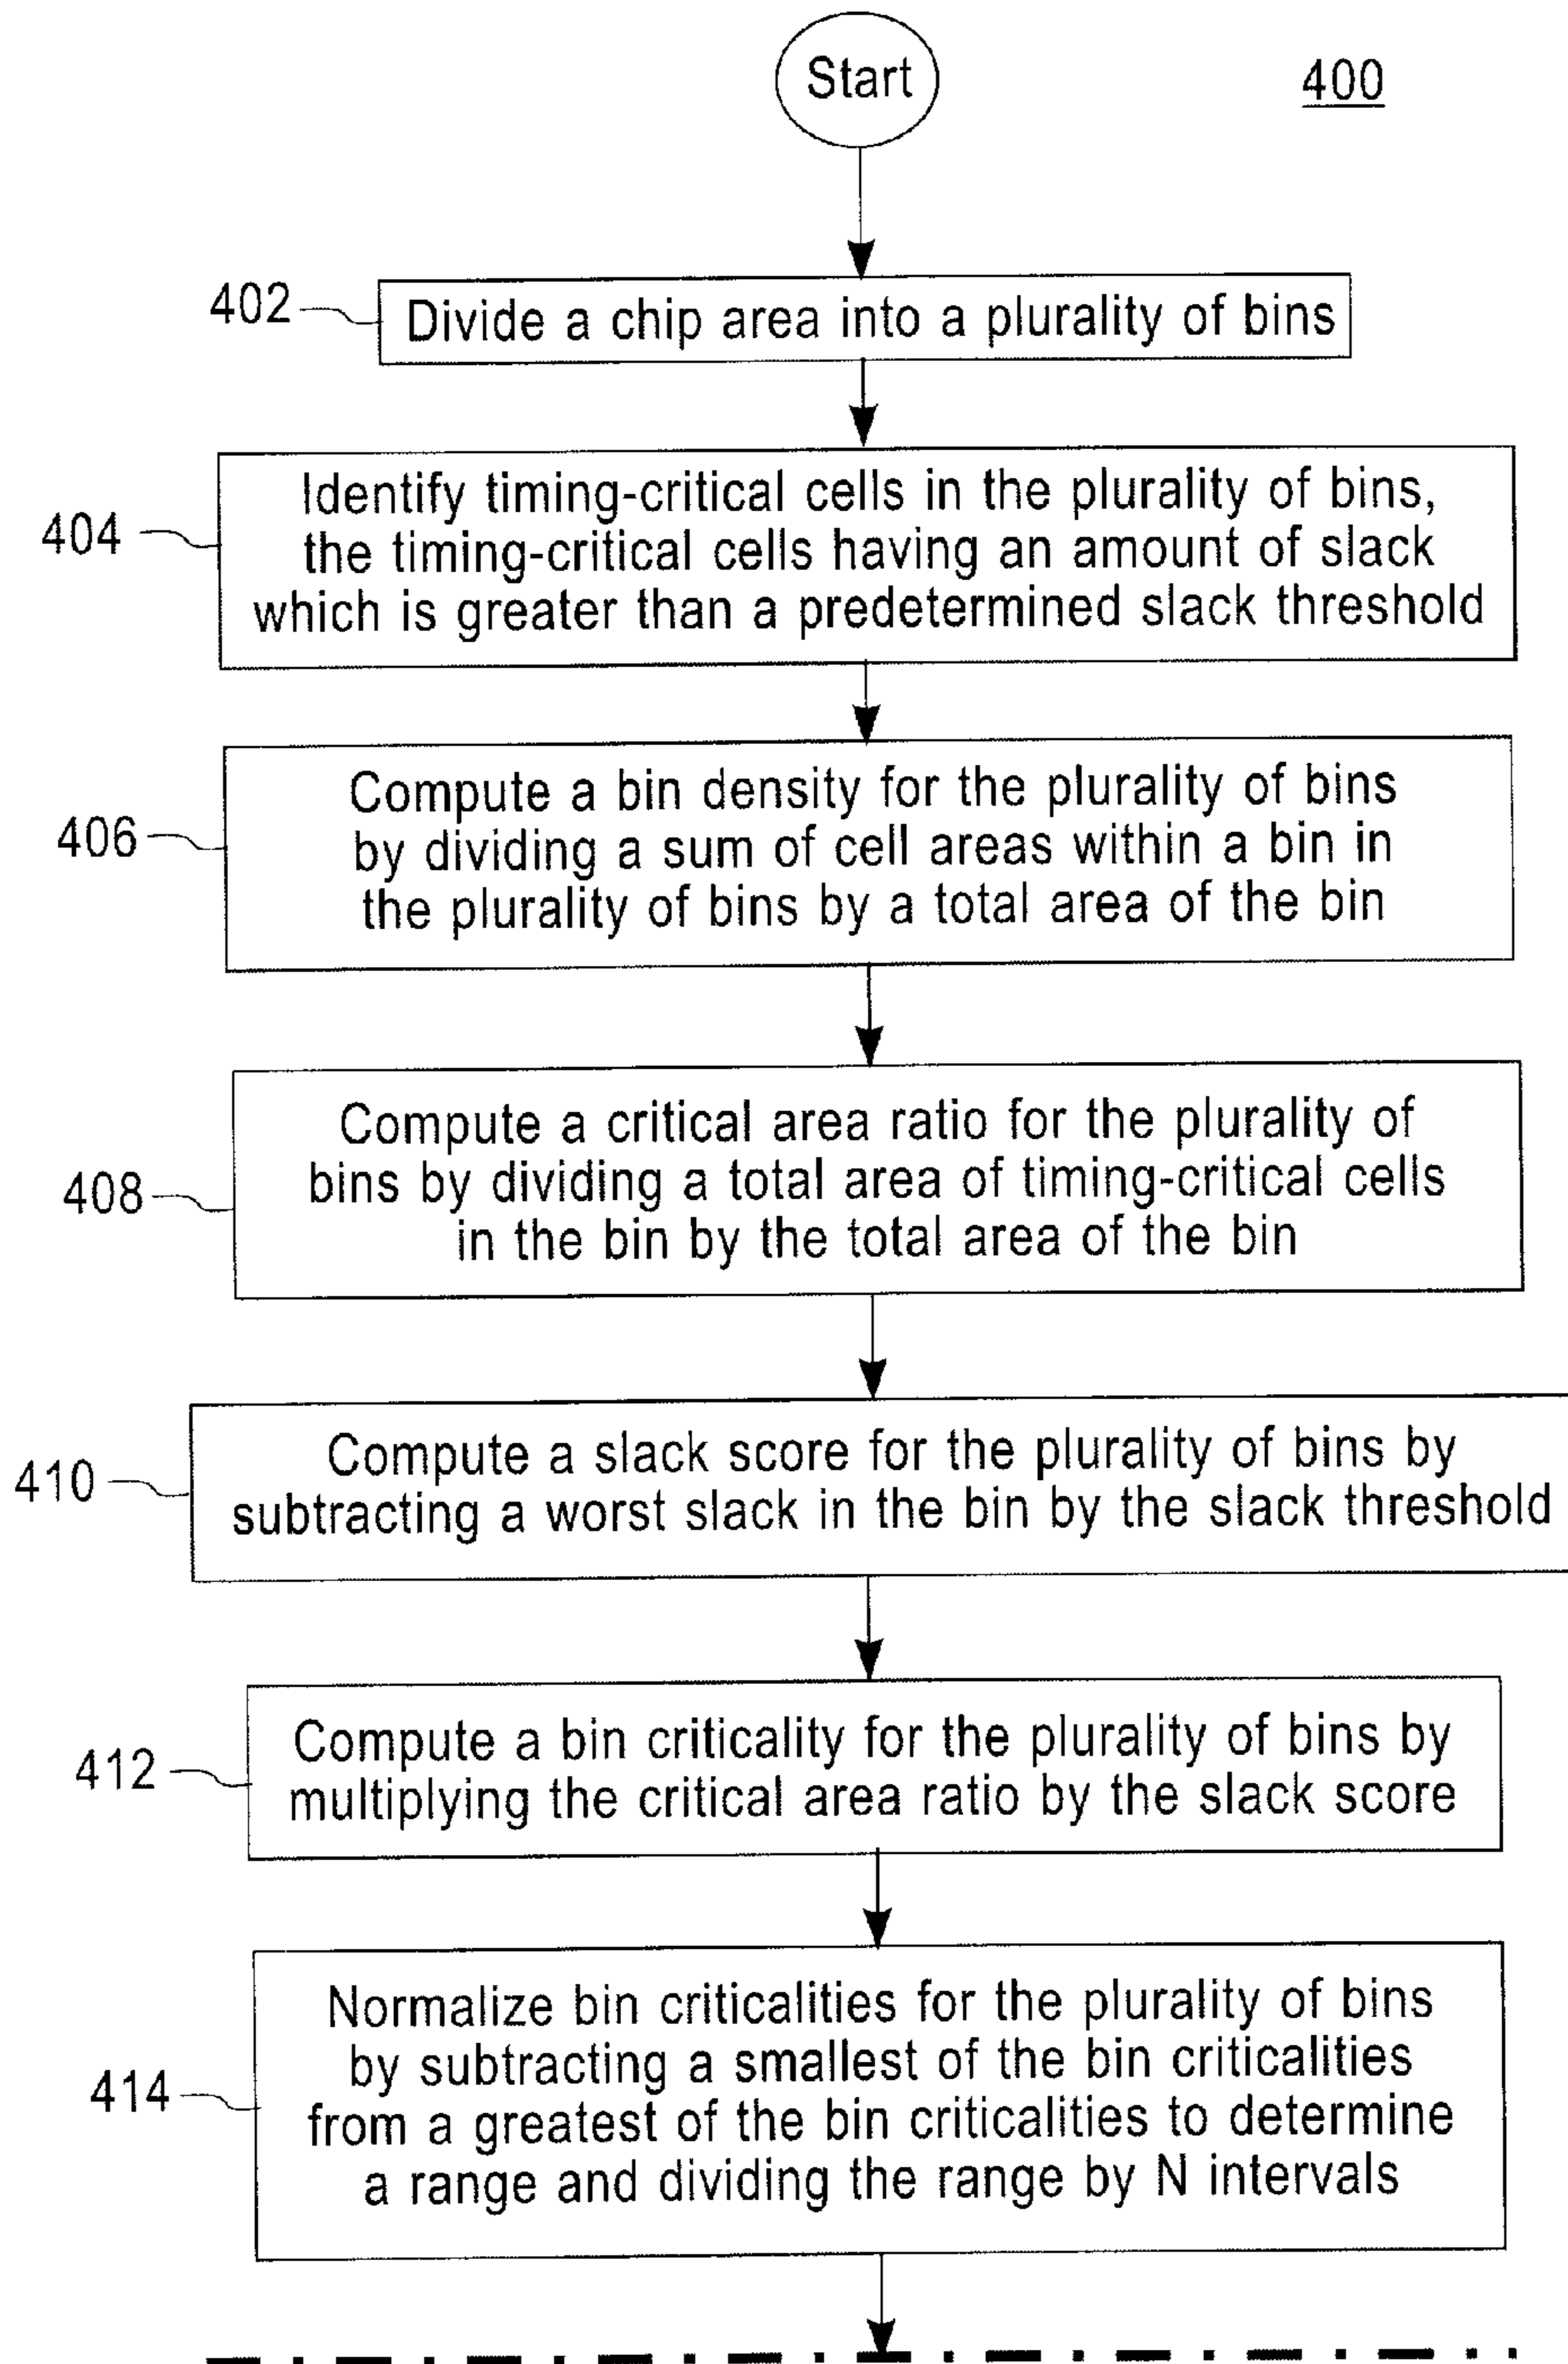 Start
400
402
Divide a chip area into a plurality of bins
404
Identify timing-critical cells in the plurality of bins,
the timing-critical cells having an amount of slack
which is greater than a predetermined slack threshold
406
Compute a bin density for the plurality of bins
by dividing a sum of cell areas within a bin in
the plurality of bins by a total area of the bin
408
Compute a critical area ratio for the plurality of
bins by dividing a total area of timing-critical cells
in the bin by the total area of the bin
410
Compute a slack score for the plurality of bins by
subtracting a worst slack in the bin by the slack threshold
412
Compute a bin criticality for the plurality of bins by
multiplying the critical area ratio by the slack score
414
Normalize bin criticalities for the plurality of bins
by subtracting a smallest of the bin criticalities
from a greatest of the bin criticalities to determine
a range and dividing the range by N intervals